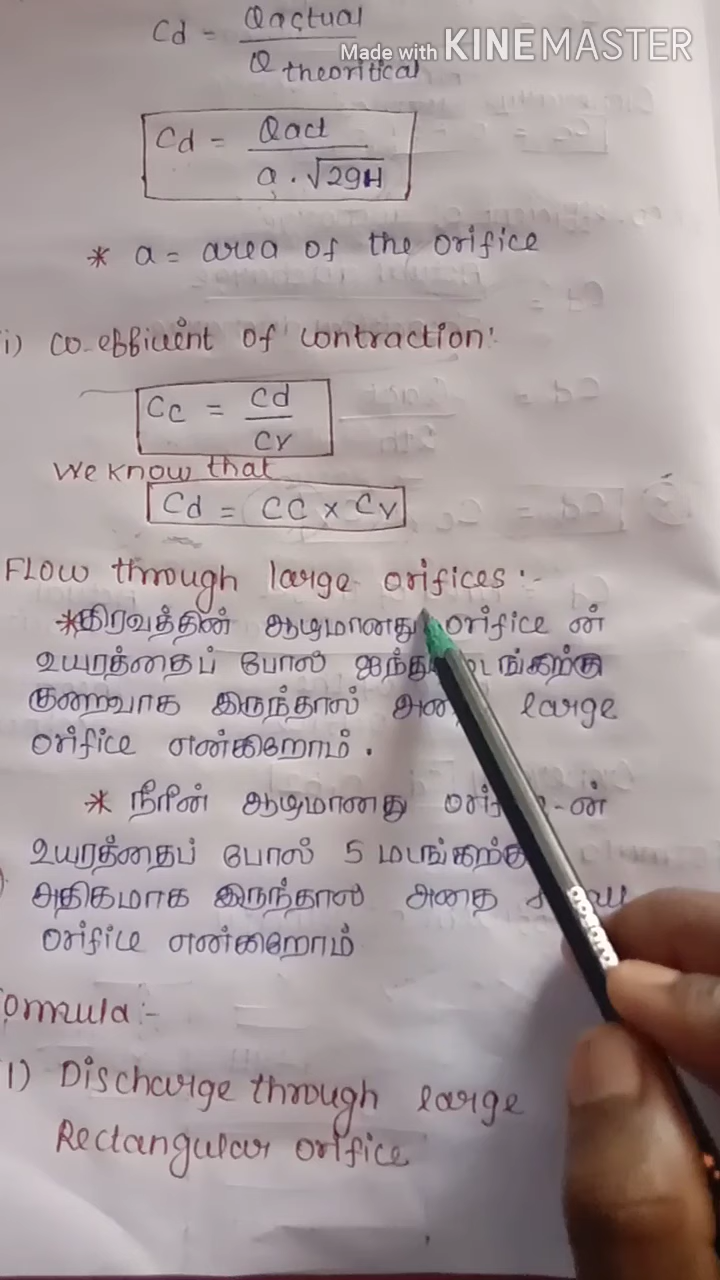 Cd = Qactual
Q theoritical
Made with KINEMASTER
Cd = Qact
a . √2gH
* a = area of the orifice
i) co-efficient of contraction:
Cc = Cd
Cv
We know that
Cd = CC x Cv
FLOW through large orifices :-
* திரவத்தின் ஆழமானது orifice ன்
உயரத்தைப் போல் ஐந்து
குறைவாக இருந்தால் large
orifice என்கிறோம் .
* நீரின் ஆழமானது -ன்
உயரத்தைப் போல் 5 மடங்கிற்கு
அதிகமாக இருந்தால் அதை
orifice என்கிறோம்
ormula :-
1) Discharge through large
Rectangular orifice